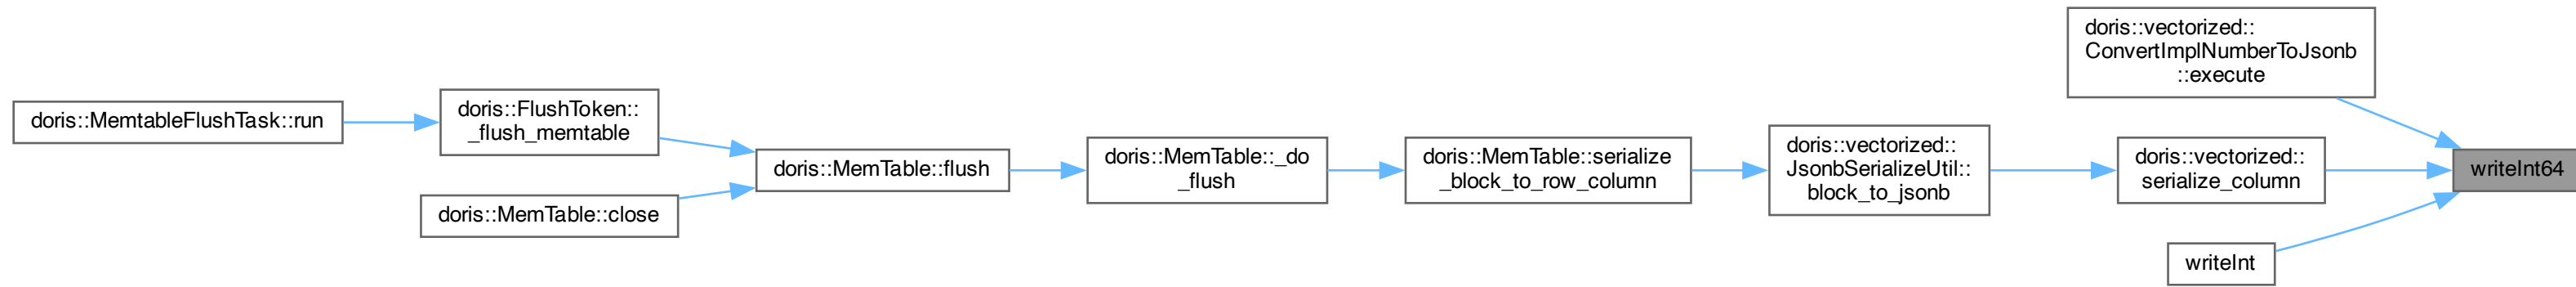 doris::MemtableFlushTask::run
doris::FlushToken::
_flush_memtable
doris::MemTable::close
doris::MemTable::flush
doris::MemTable::_do
_flush
doris::MemTable::serialize
_block_to_row_column
doris::vectorized::
JsonbSerializeUtil::
block_to_jsonb
doris::vectorized::
ConvertImplNumberToJsonb
::execute
doris::vectorized::
serialize_column
writeInt
writeInt64